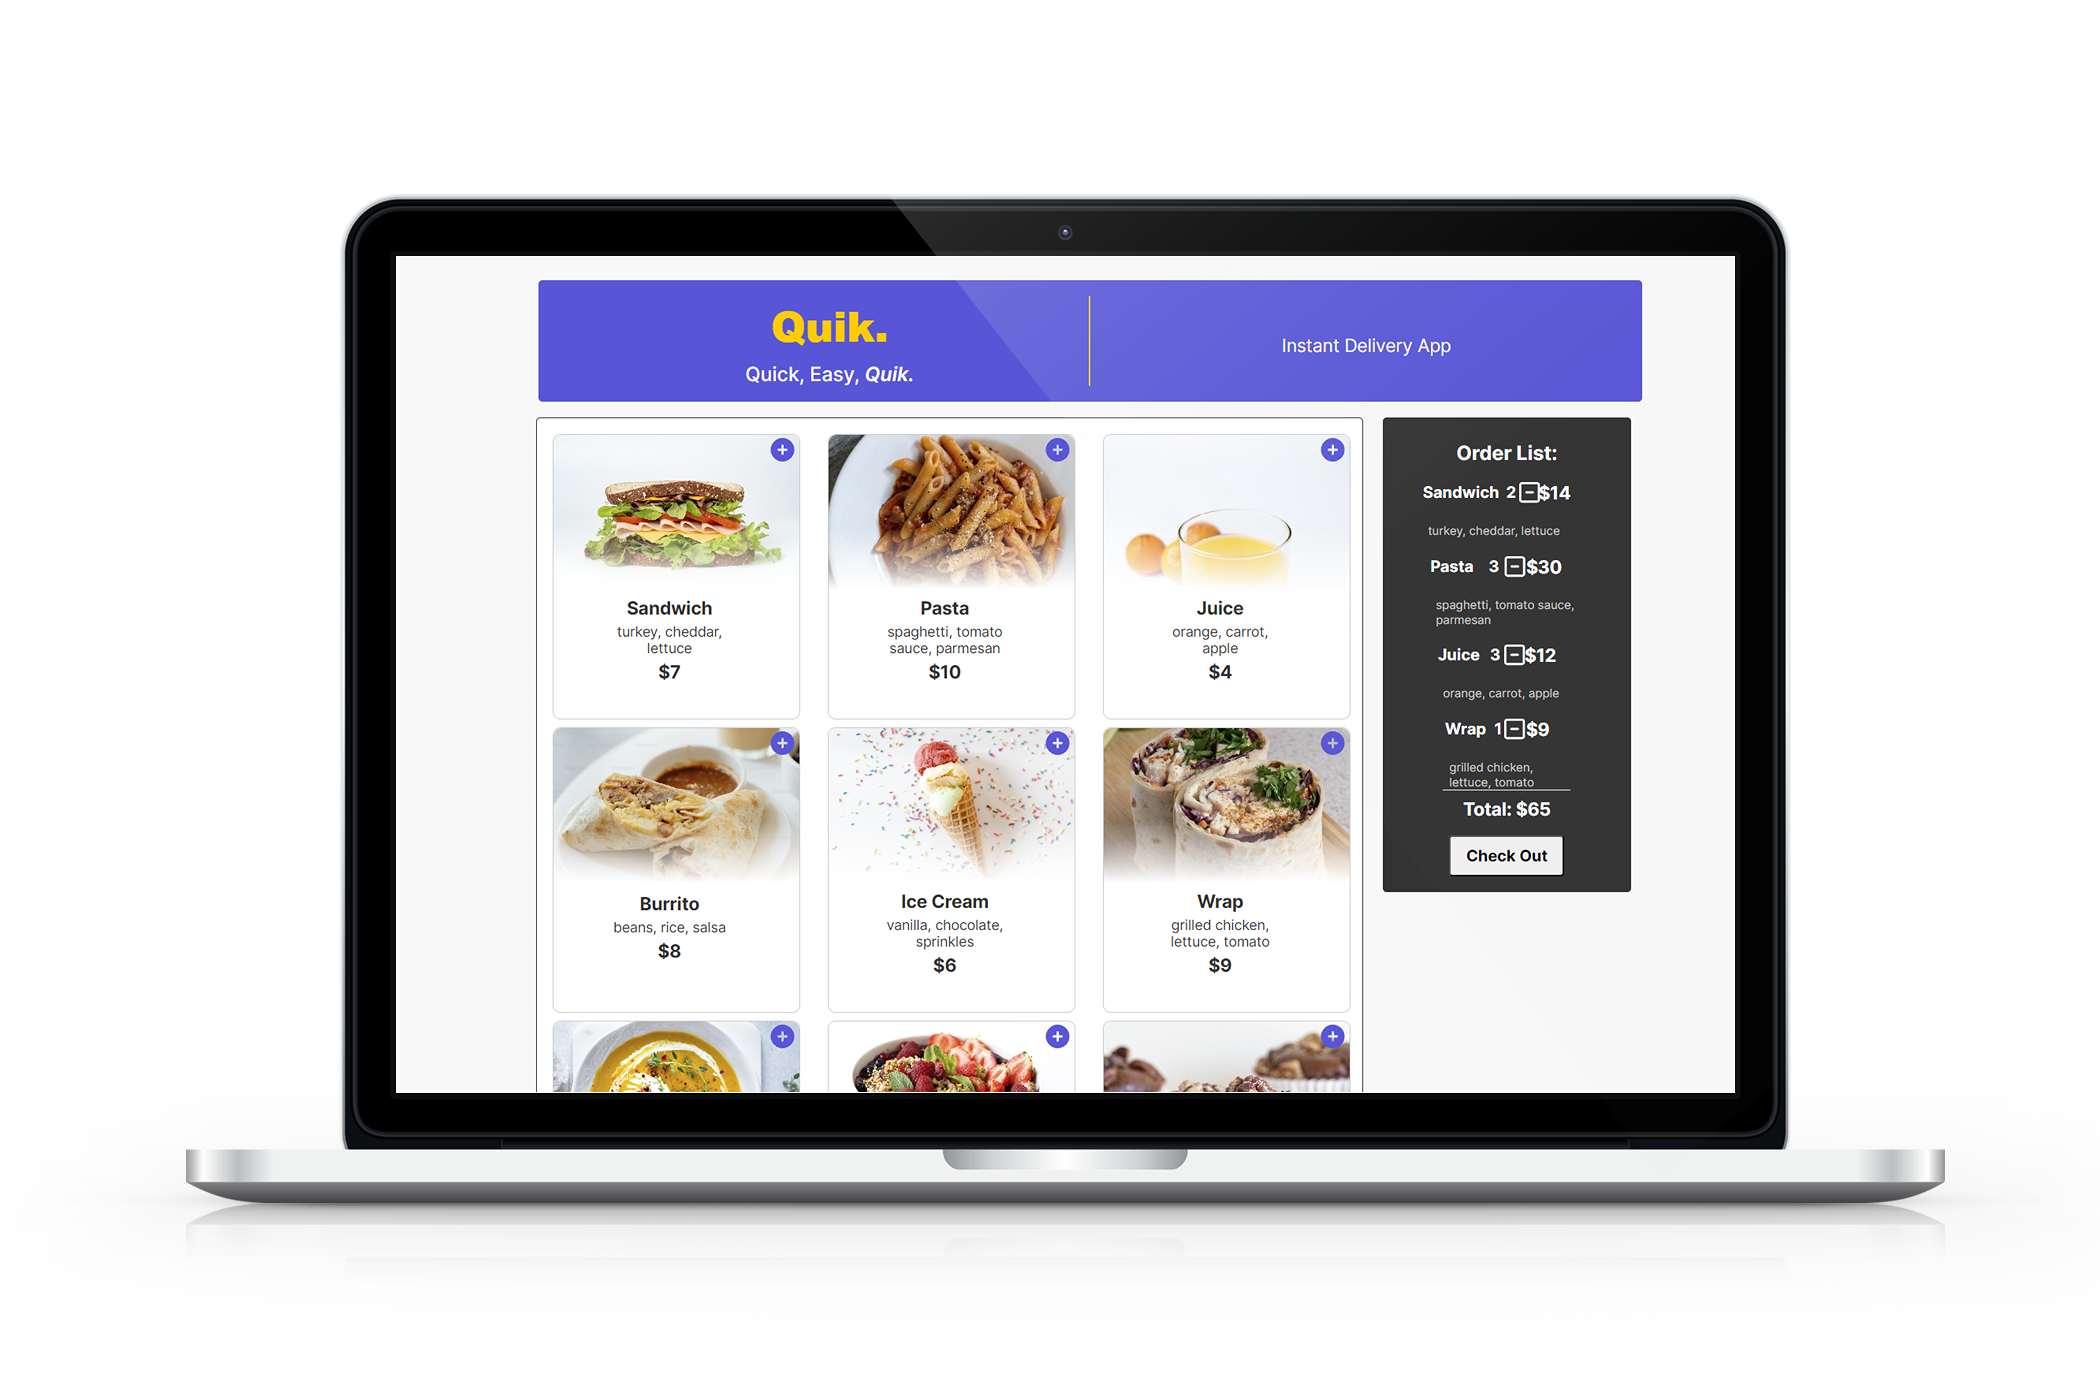 Quik.
Quick, Easy, Quik.
Instant Delivery App
Sandwich
turkey, cheddar,
lettuce
$7
Pasta
spaghetti, tomato
sauce, parmesan
$10
Juice
orange, carrot,
apple
$4
Burrito
beans, rice, salsa
$8
Ice Cream
vanilla, chocolate,
sprinkles
$6
Wrap
grilled chicken,
lettuce, tomato
$9
Order List:
Sandwich 2 $14
turkey, cheddar, lettuce
Pasta 3 $30
spaghetti, tomato sauce,
parmesan
Juice 3 $12
orange, carrot, apple
Wrap 1 $9
grilled chicken,
lettuce, tomato
Total: $65
Check Out